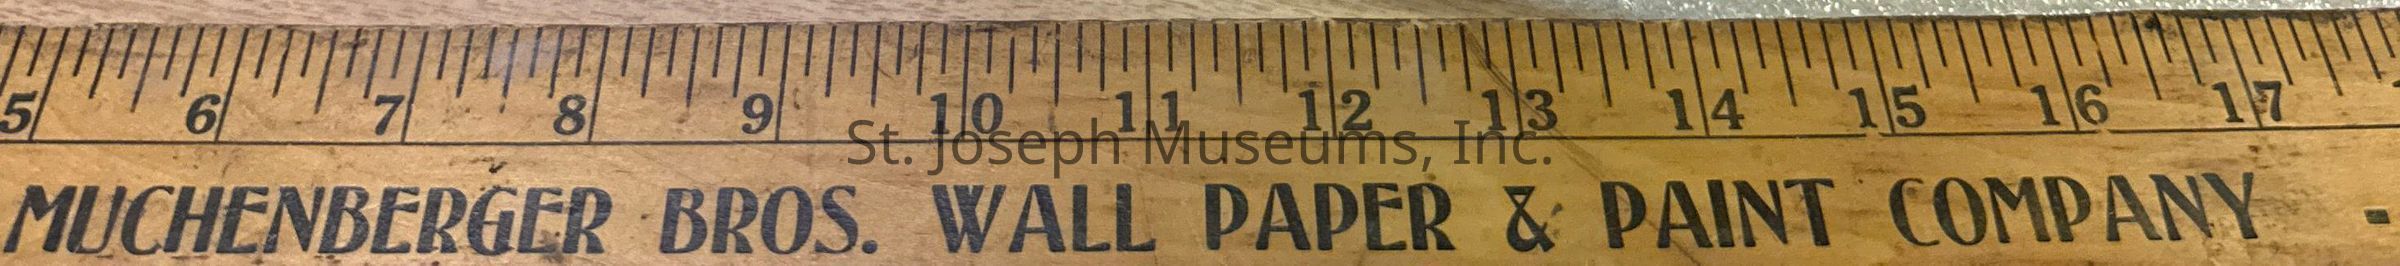 5 6 7 8 9 10 11 12 13 14 15 16 17
St. Joseph Museums, Inc.
MUCHENBERGER BROS. WALL PAPER & PAINT COMPANY -